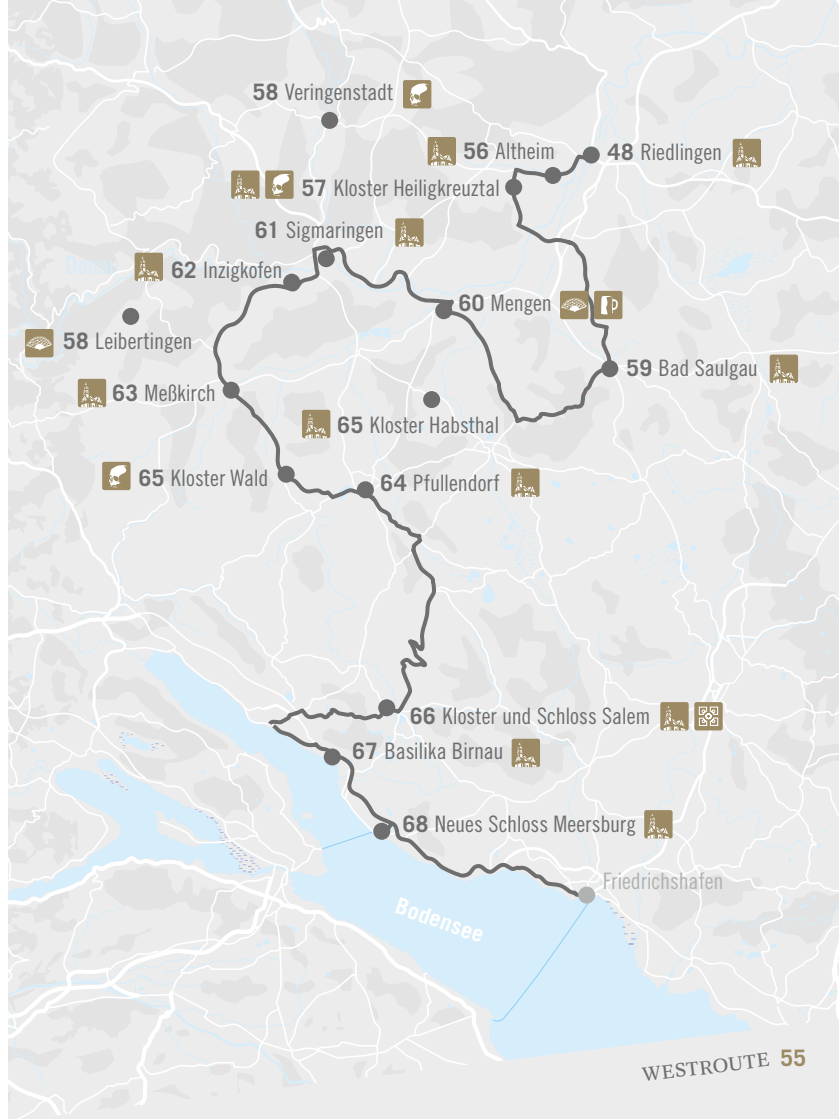 58 Veringenstadt
56 Altheim
48 Riedlingen
57 Kloster Heiligkreuztal
61 Sigmaringen
Donau
62 Inzigkofen
60 Mengen
58 Leibertingen
59 Bad Saulgau
63 Meßkirch
65 Kloster Habsthal
65 Kloster Wald
64 Pfullendorf
66 Kloster und Schloss Salem
67 Basilika Birnau
68 Neues Schloss Meersburg
Friedrichshafen
Bodensee
WESTROUTE 55